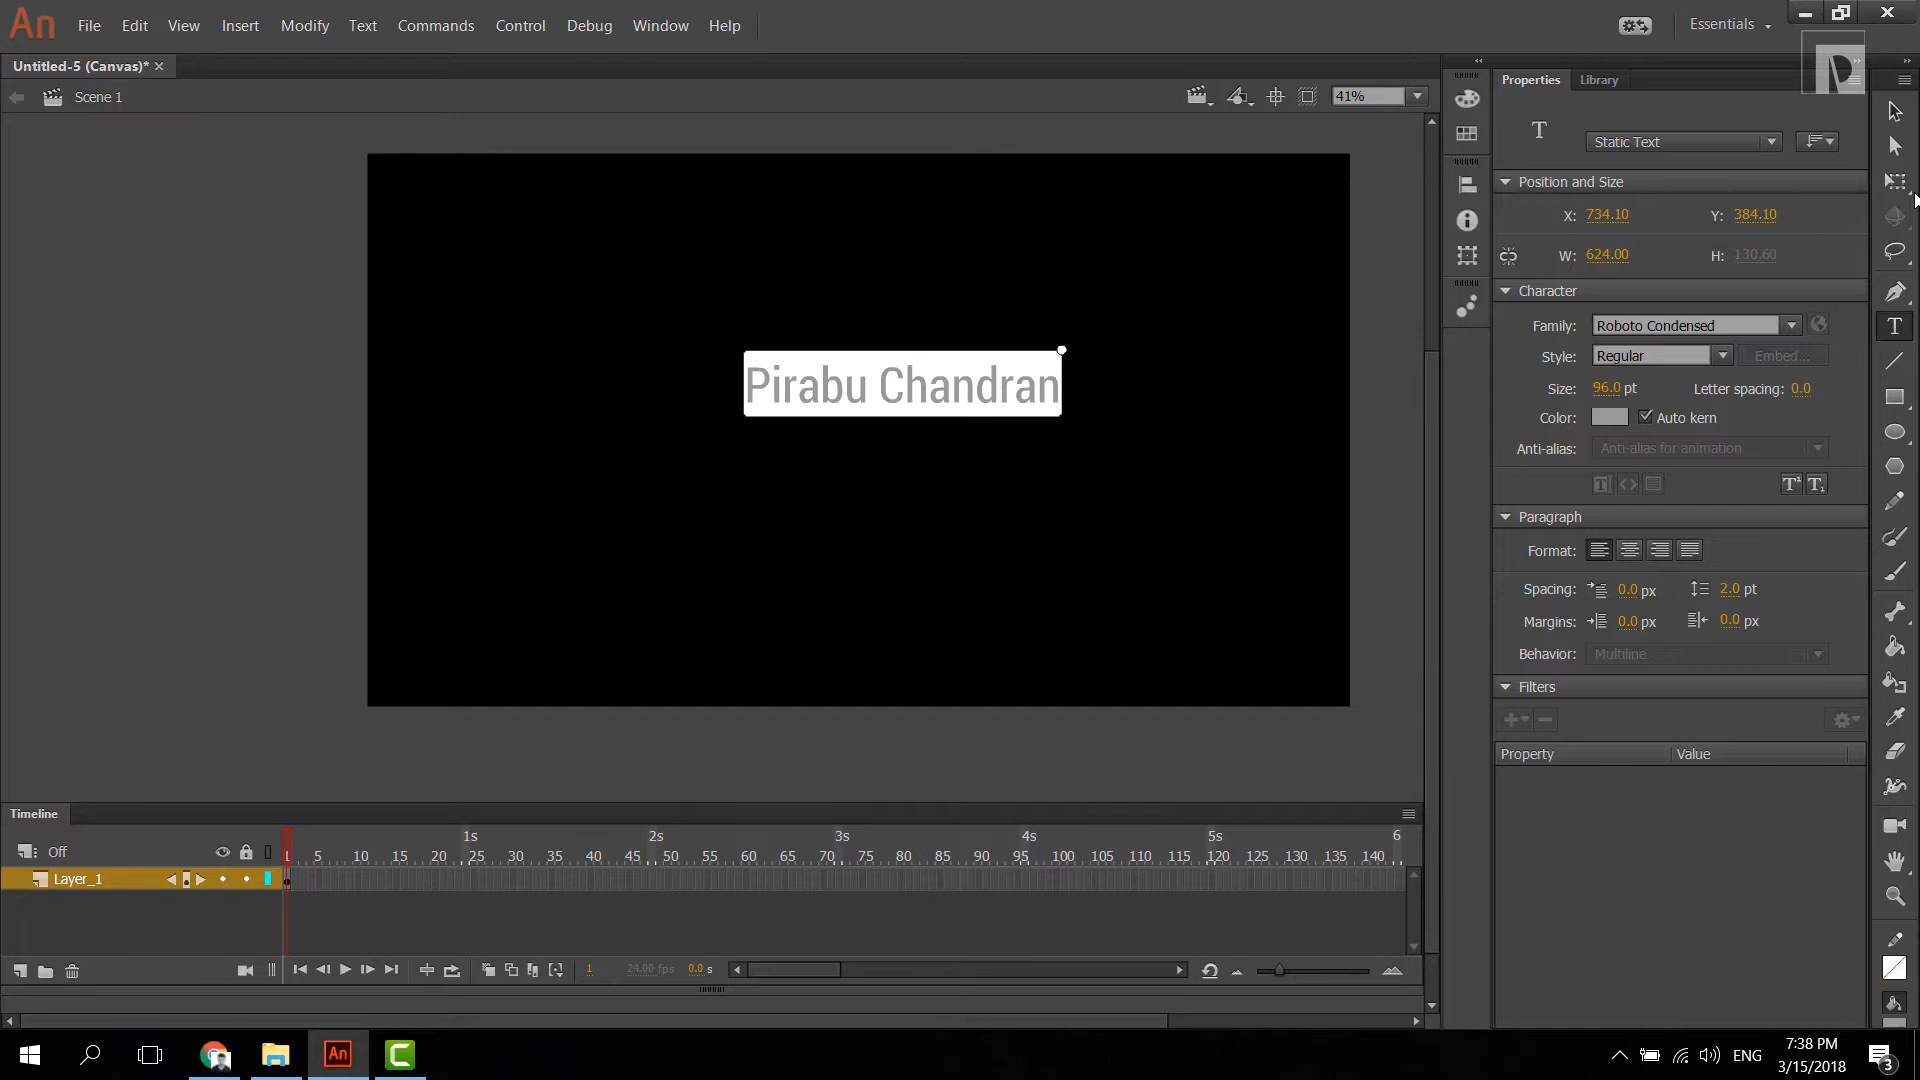 An File Edit View Insert Modify Text Commands Control Debug Window Help Essentials
Untitled-5 (Canvas)*
Scene 1
41%
Properties Library
T Static Text
Position and Size
X: 734.10 Y: 384.10
W: 624.00 H: 130.60
Character
Family: Roboto Condensed
Style: Regular Embed...
Size: 96.0 pt Letter spacing: 0.0
Color: Auto kern
Anti-alias: Anti-alias for animation
Paragraph
Format:
Spacing: 0.0 px 2.0 pt
Margins: 0.0 px 0.0 px
Behavior: Multiline
Filters
Property Value
Pirabu Chandran
Timeline
1s 2s 3s 4s 5s 6
Off 1 5 10 15 20 25 30 35 40 45 50 55 60 65 70 75 80 85 90 95 100 105 110 115 120 125 130 135 140
Layer_1
1 24.00 fps 0.0 s
An ENG 7:38 PM
3/15/2018
3